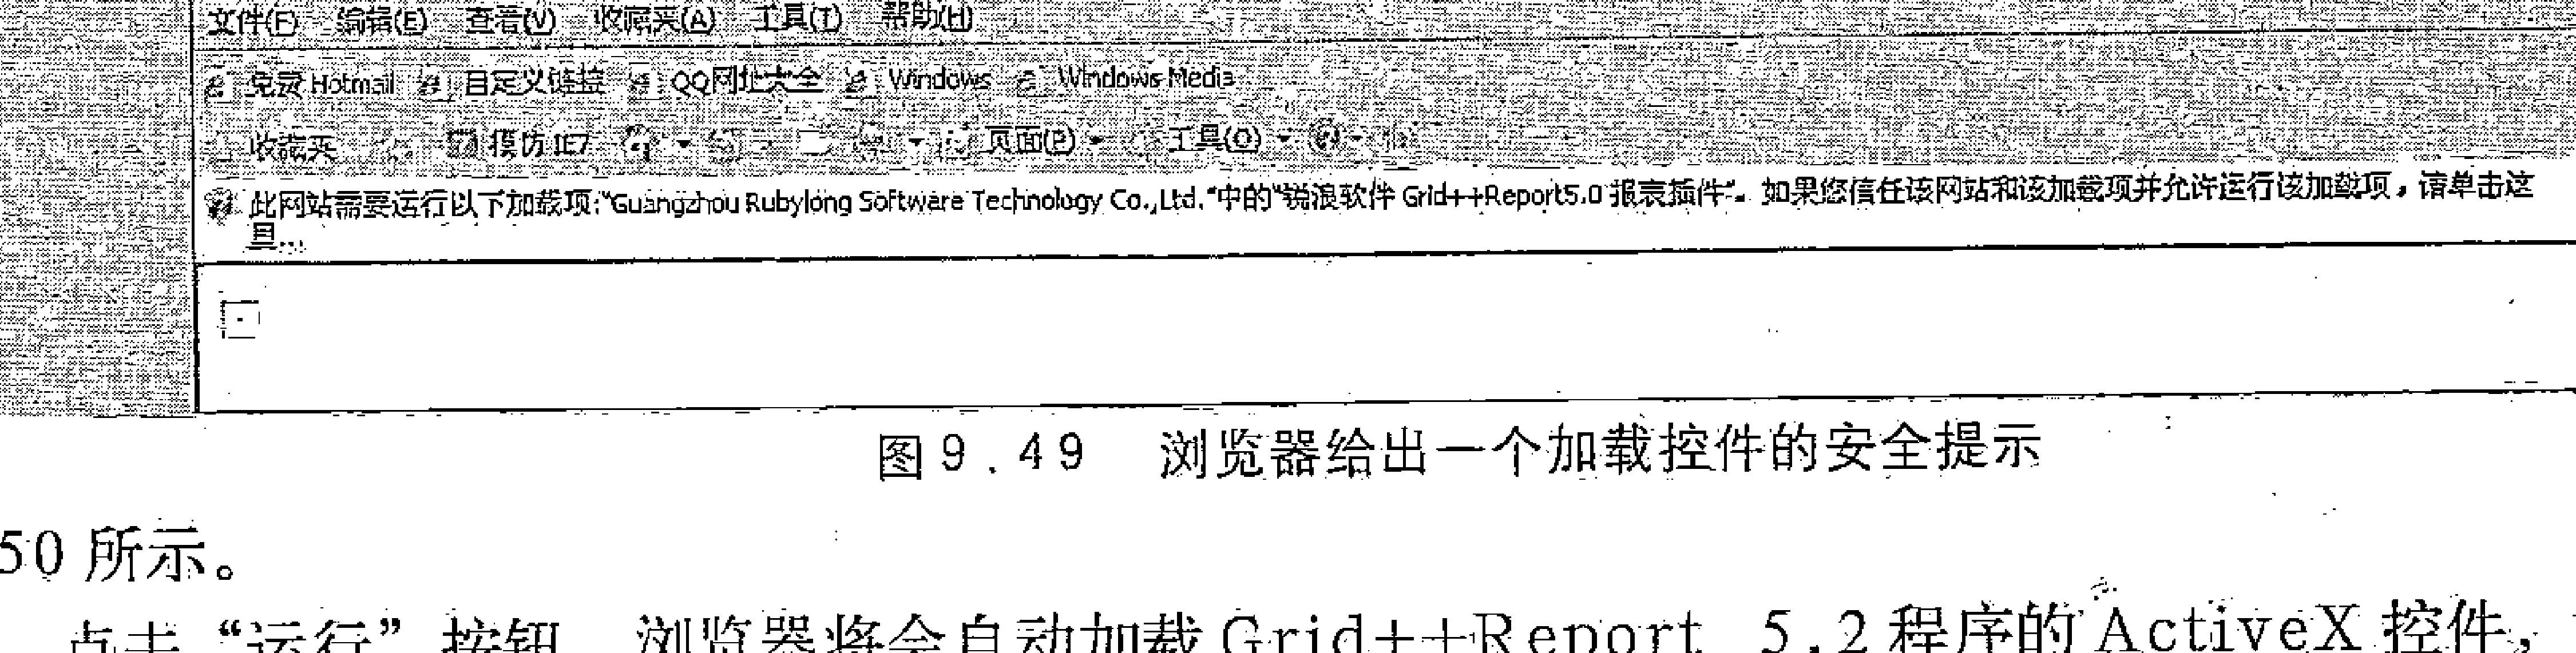 文件(F) 编辑(E) 查看(V) 收藏夹(A) 工具(T) 帮助(H)
免费 Hotmail 自定义链接 QQ网址大全 Windows Windows Media
收藏夹 模仿IE7 页面(P) 工具(O)
此网站需要运行以下加载项:"Guangzhou Rubylong Software Technology Co.,Ltd."中的"锐浪软件 Grid++Report5.0 报表插件"。如果您信任该网站和该加载项并允许运行该加载项，请单击这
里...
图9.49 浏览器给出一个加载控件的安全提示
50 所示。
点击“运行”按钮 浏览器将会自动加载 Grid++Report 5.2 程序的 ActiveX 控件，